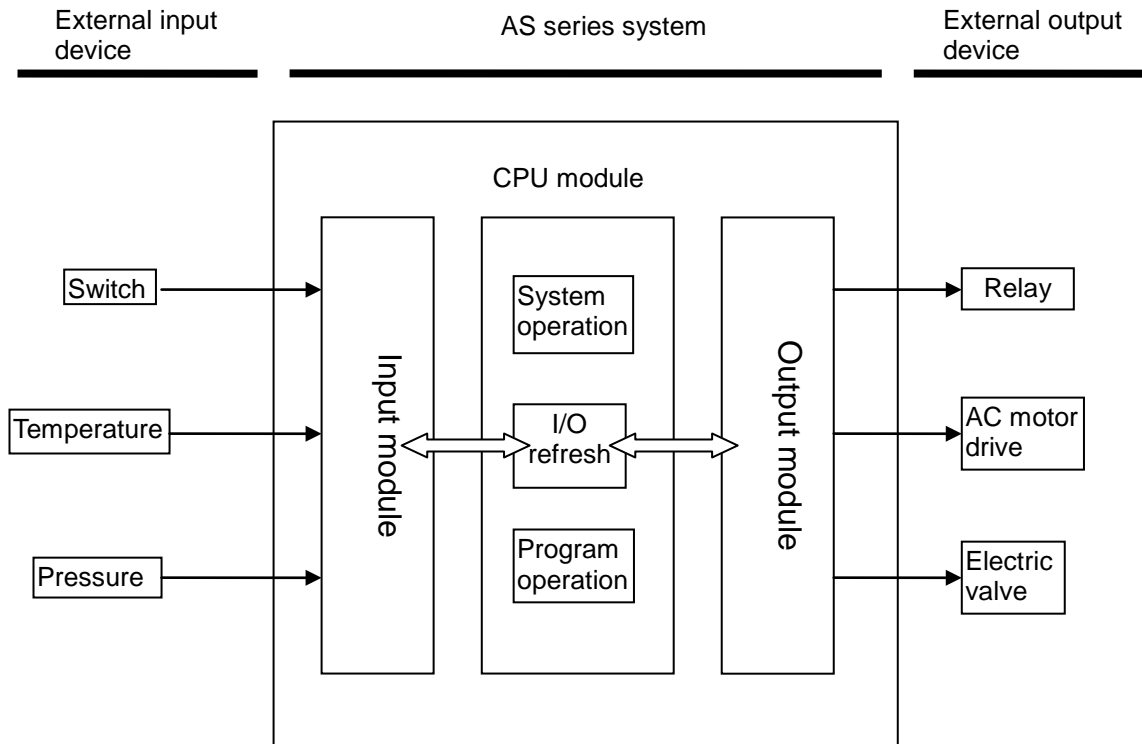 External input
device
AS series system
External output
device
CPU module
Switch
Temperature
Pressure
Input module
System
operation
I/O
refresh
Program
operation
Output module
Relay
AC motor
drive
Electric
valve